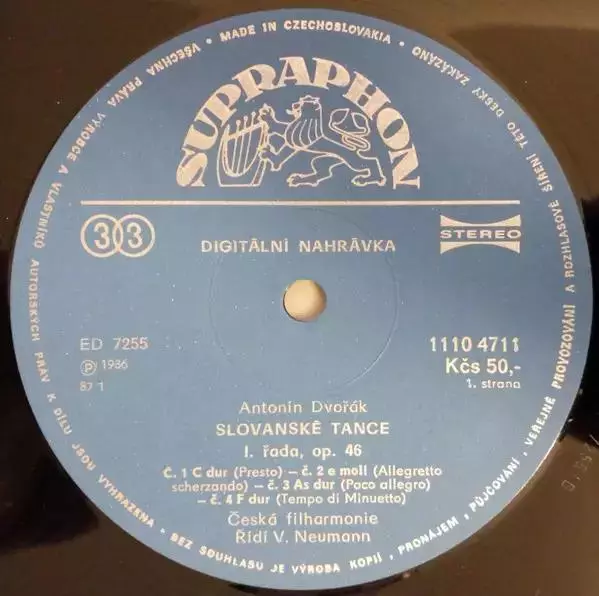 • VŠECHNA PRÁVA VÝROBCE A VLASTNÍKŮ AUTORSKÝCH PRÁV K DÍLU JSOU VYHRAZENA •
• MADE IN CZECHOSLOVAKIA •
BEZ SOUHLASU JE VÝROBA KOPIÍ, PRONÁJEM, PŮJČOVÁNÍ, VEŘEJNÉ PROVOZOVÁNÍ A ROZHLASOVÉ ŠÍŘENÍ TÉTO DESKY ZAKÁZÁNO •
SUPRAPHON
33
DIGITÁLNÍ NAHRÁVKA
STEREO
ED 7255
℗ 1986
87 1
1110 4711
Kčs 50,-
1. strana
Antonín Dvořák
SLOVANSKÉ TANCE
I. řada, op. 46
Č. 1 C dur (Presto) – č. 2 e moll (Allegretto
scherzando) – č. 3 As dur (Poco allegro)
– č. 4 F dur (Tempo di Minuetto)
Česká filharmonie
Řídí V. Neumann